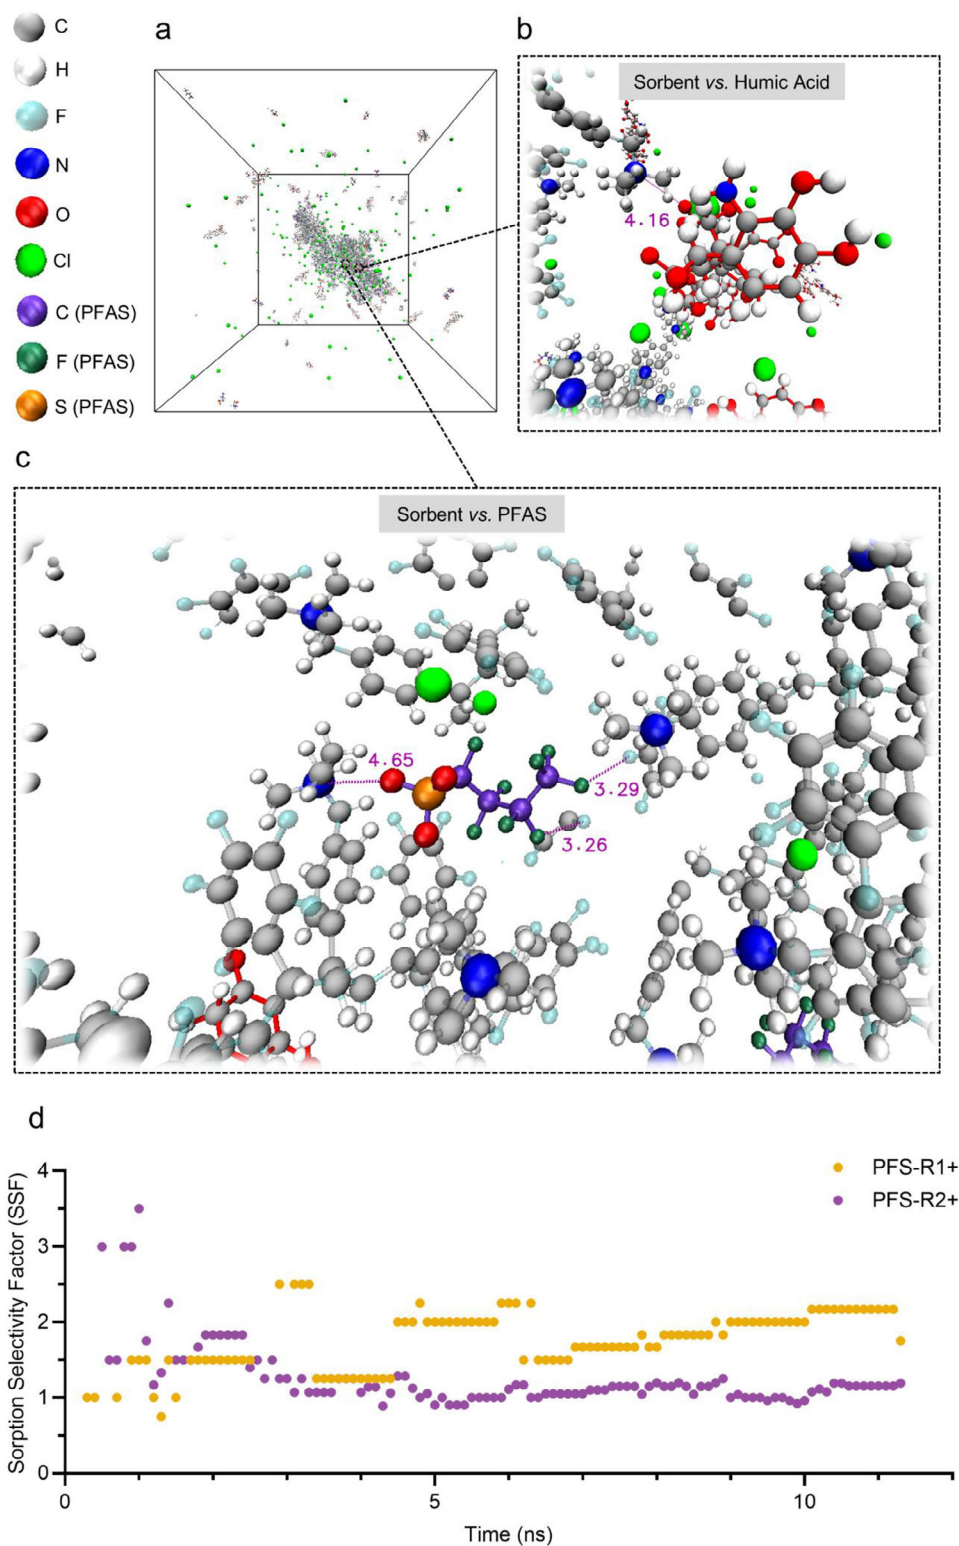 C
H
F
N
O
Cl
C (PFAS)
F (PFAS)
S (PFAS)
a
b
Sorbent vs. Humic Acid
4.16
c
Sorbent vs. PFAS
4.65
3.29
3.26
d
Sorption Selectivity Factor (SSF)
4
3
2
1
0
0
5
10
Time (ns)
PFS-R1+
PFS-R2+